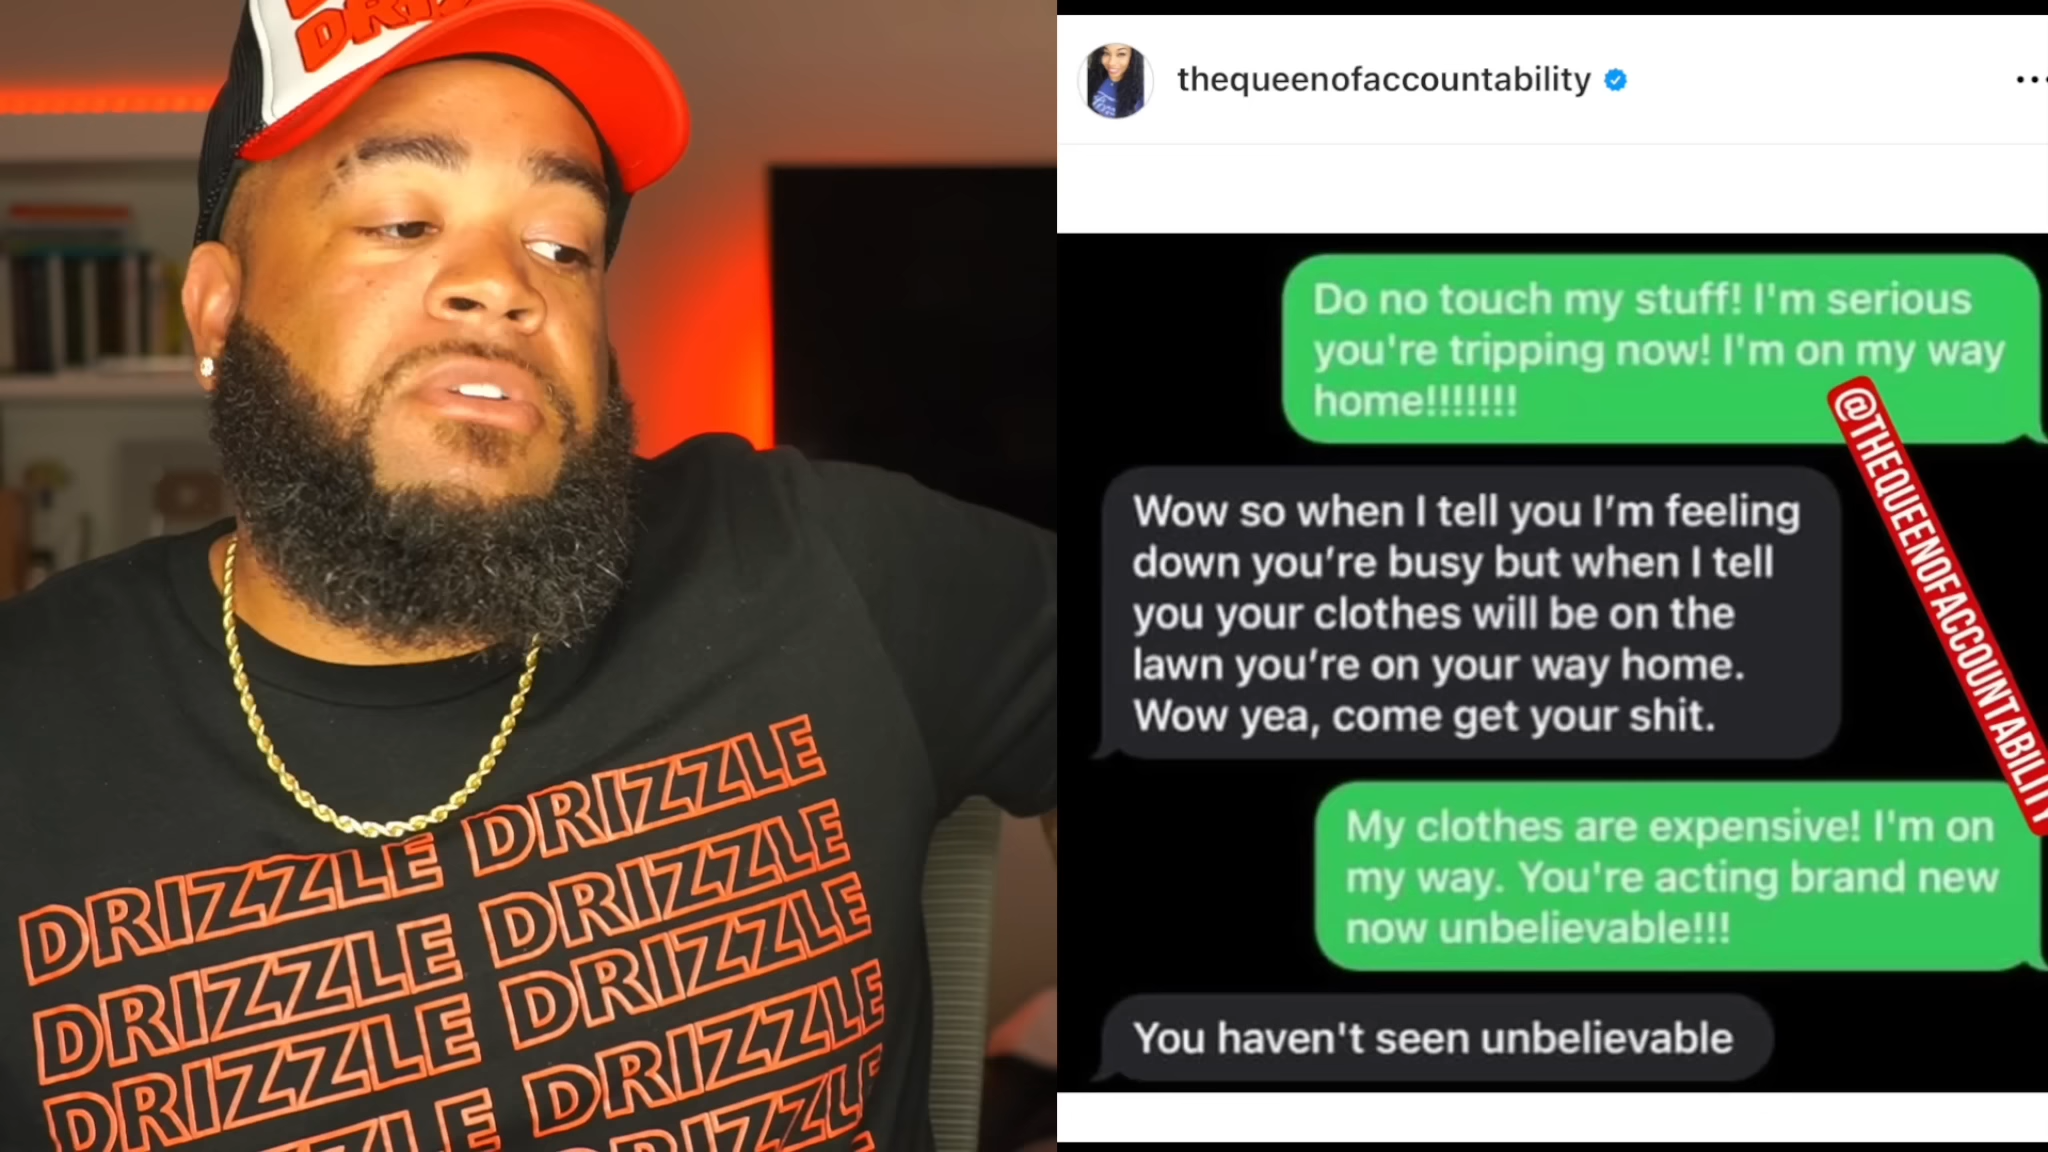 DRIZZLE DRIZZLE
DRIZZLE DRIZZLE
DRIZZLE DRIZZLE
DRIZZLE
thequeenofaccountability
Do no touch my stuff! I'm serious
you're tripping now! I'm on my way
home!!!!!!!
Wow so when I tell you I’m feeling
down you’re busy but when I tell
you your clothes will be on the
lawn you’re on your way home.
Wow yea, come get your shit.
My clothes are expensive! I'm on
my way. You're acting brand new
now unbelievable!!!
You haven't seen unbelievable
@THEQUEENOFACCOUNTABILITY